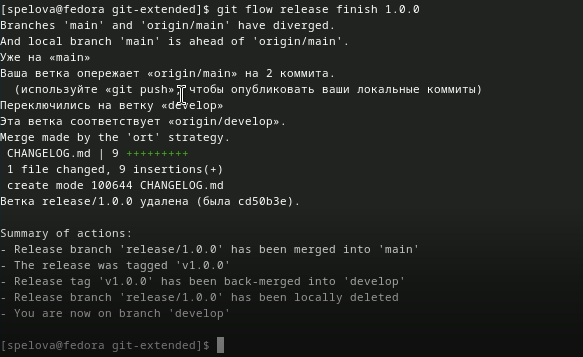 [spelova@fedora git-extended]$ git flow release finish 1.0.0
Branches 'main' and 'origin/main' have diverged.
And local branch 'main' is ahead of 'origin/main'.
Уже на «main»
Ваша ветка опережает «origin/main» на 2 коммита.
  (используйте «git push», чтобы опубликовать ваши локальные коммиты)
Переключились на ветку «develop»
Эта ветка соответствует «origin/develop».
Merge made by the 'ort' strategy.
 CHANGELOG.md | 9 +++++++++
 1 file changed, 9 insertions(+)
 create mode 100644 CHANGELOG.md
Ветка release/1.0.0 удалена (была cd50b3e).
Summary of actions:
- Release branch 'release/1.0.0' has been merged into 'main'
- The release was tagged 'v1.0.0'
- Release tag 'v1.0.0' has been back-merged into 'develop'
- Release branch 'release/1.0.0' has been locally deleted
- You are now on branch 'develop'
[spelova@fedora git-extended]$